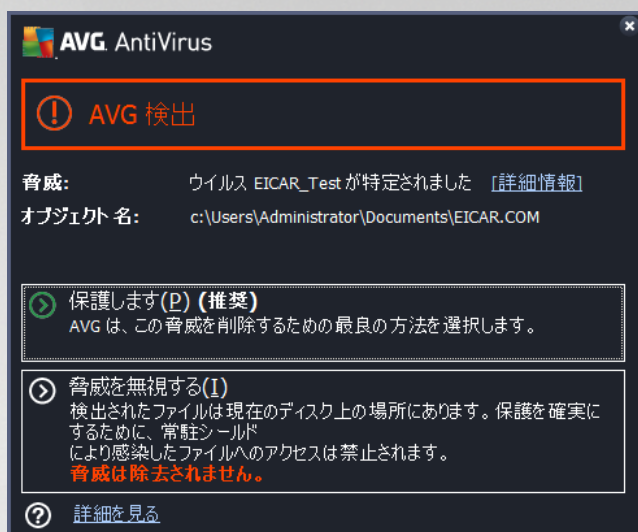 AVG. AntiVirus
AVG 検出
脅威: ウイルス EICAR_Test が特定されました [詳細情報]
オブジェクト名: c:\Users\Administrator\Documents\EICAR.COM
保護します(P) (推奨)
AVG は、この脅威を削除するための最良の方法を選択します。
脅威を無視する(I)
検出されたファイルは現在のディスク上の場所にあります。保護を確実に
するために、常駐シールド
により感染したファイルへのアクセスは禁止されます。
脅威は除去されません。
詳細を見る